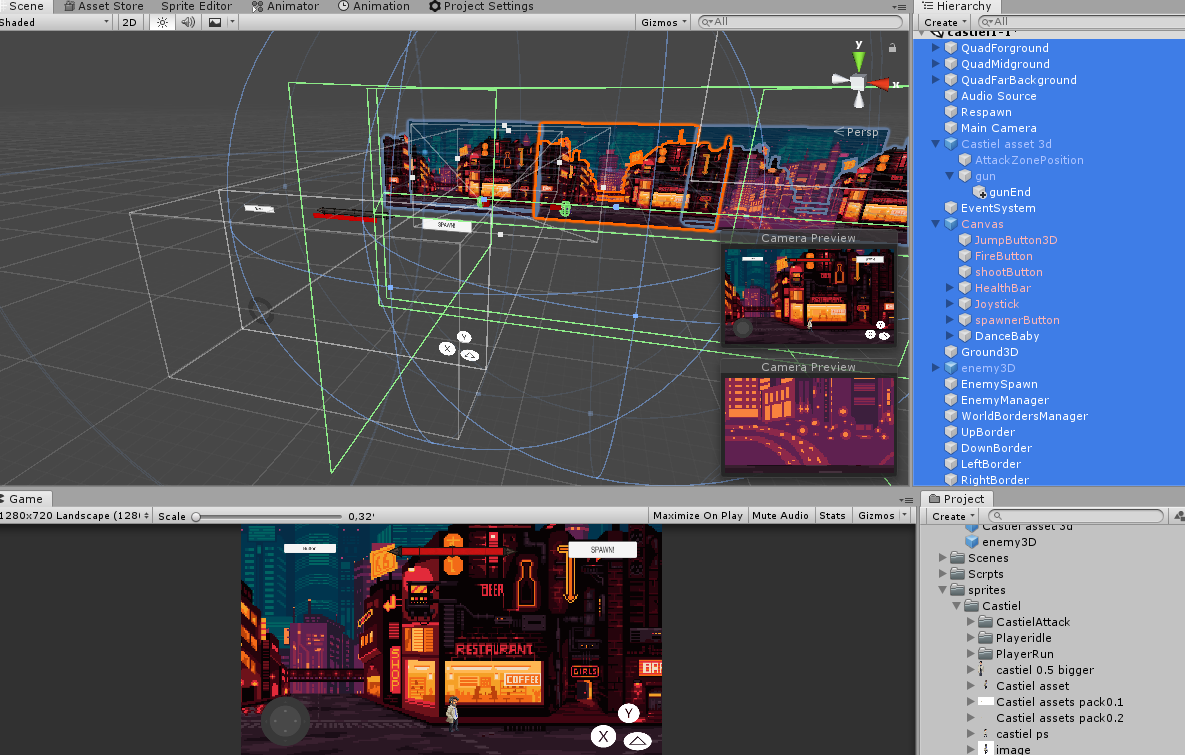 Scene Asset Store Sprite Editor Animator Animation Project Settings
Shaded 2D Gizmos All
y
x
Persp
SPAWN!
Y
X
Camera Preview
Camera Preview
Hierarchy
Create All
castiel1-1*
QuadForground
QuadMidground
QuadFarBackground
Audio Source
Respawn
Main Camera
Castiel asset 3d
AttackZonePosition
gun
gunEnd
EventSystem
Canvas
JumpButton3D
FireButton
shootButton
HealthBar
Joystick
spawnerButton
DanceBaby
Ground3D
enemy3D
EnemySpawn
EnemyManager
WorldBordersManager
UpBorder
DownBorder
LeftBorder
RightBorder
Game
1280x720 Landscape (128( Scale 0,32 Maximize On Play Mute Audio Stats Gizmos
Button
SPAWN!
BEER
RESTAURANT
SHOP
COFFEE
GIRLS
BAR
Y
X
Project
Create
Castiel asset 3d
enemy3D
Scenes
Scrpts
sprites
Castiel
CastielAttack
Playeridle
PlayerRun
castiel 0.5 bigger
Castiel asset
Castiel assets pack0.1
Castiel assets pack0.2
castiel ps
image